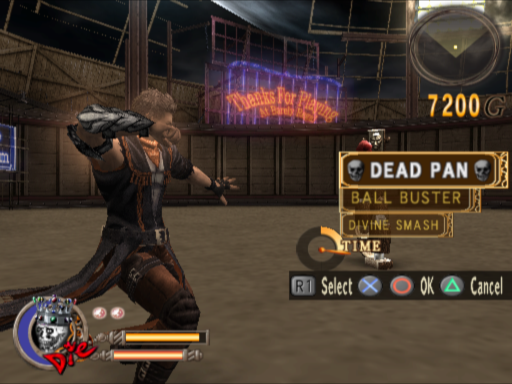 Thanks For Playing
7200 G
DEAD PAN
BALL BUSTER
DIVINE SMASH
TIME
R1 Select OK Cancel
Die